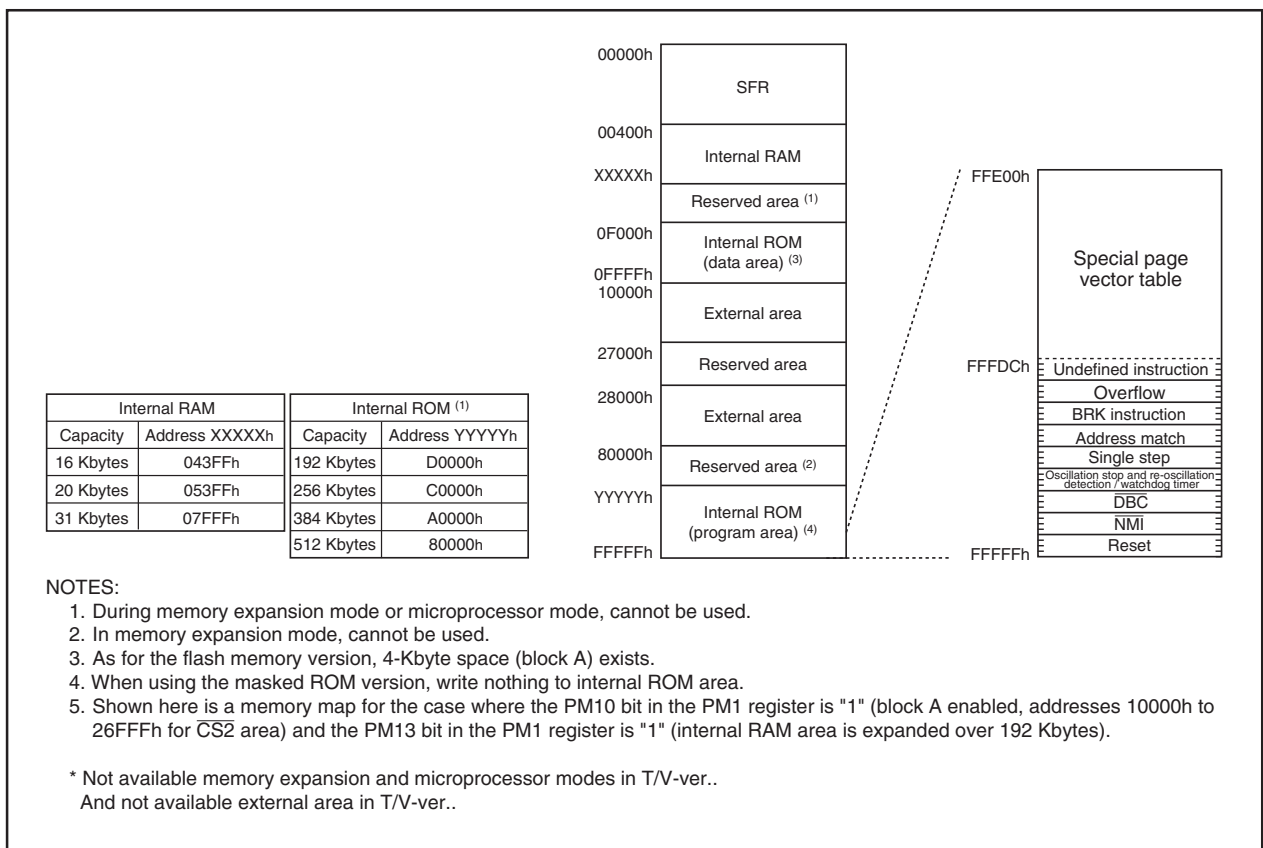 00000h
SFR
00400h
Internal RAM
XXXXXh
Reserved area (1)
0F000h
Internal ROM
(data area) (3)
0FFFFh
10000h
External area
27000h
Reserved area
28000h
External area
80000h
Reserved area (2)
YYYYYh
Internal ROM
(program area) (4)
FFFFFh
FFE00h
Special page
vector table
FFFDCh
Undefined instruction
Overflow
BRK instruction
Address match
Single step
Oscillation stop and re-oscillation
detection / watchdog timer
DBC
NMI
Reset
FFFFFh
Internal RAM
Capacity Address XXXXXh
16 Kbytes 043FFh
20 Kbytes 053FFh
31 Kbytes 07FFFh
Internal ROM (1)
Capacity Address YYYYYh
192 Kbytes D0000h
256 Kbytes C0000h
384 Kbytes A0000h
512 Kbytes 80000h
NOTES:
1. During memory expansion mode or microprocessor mode, cannot be used.
2. In memory expansion mode, cannot be used.
3. As for the flash memory version, 4-Kbyte space (block A) exists.
4. When using the masked ROM version, write nothing to internal ROM area.
5. Shown here is a memory map for the case where the PM10 bit in the PM1 register is "1" (block A enabled, addresses 10000h to
26FFFh for CS2 area) and the PM13 bit in the PM1 register is "1" (internal RAM area is expanded over 192 Kbytes).
* Not available memory expansion and microprocessor modes in T/V-ver..
And not available external area in T/V-ver..